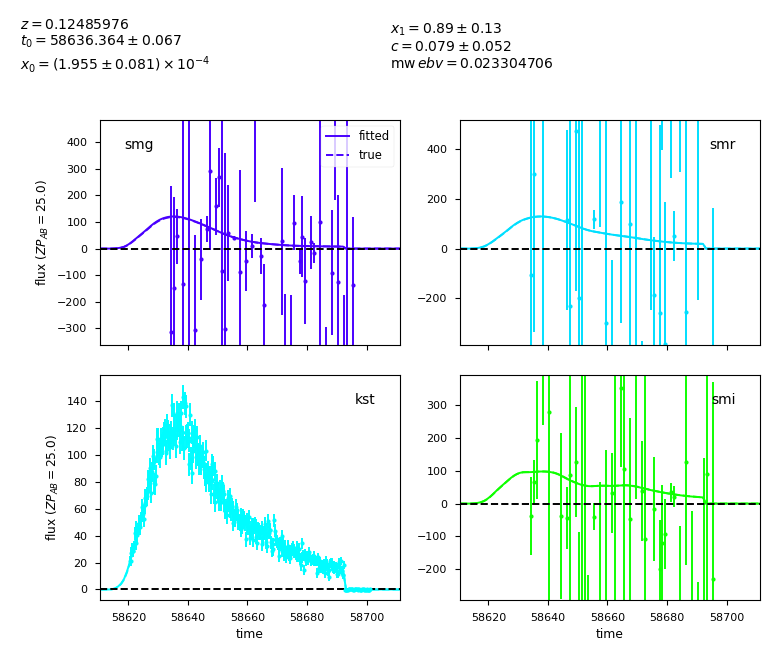 z = 0.12485976
t₀ = 58636.364 ± 0.067
x₀ = (1.955 ± 0.081) × 10⁻⁴
x₁ = 0.89 ± 0.13
c = 0.079 ± 0.052
mw ebv = 0.023304706
smg
fitted
true
400
300
200
100
0
−100
−200
−300
flux (ZP_AB = 25.0)
smr
400
200
0
−200
kst
140
120
100
80
60
40
20
0
flux (ZP_AB = 25.0)
58620 58640 58660 58680 58700
time
smi
300
200
100
0
−100
−200
58620 58640 58660 58680 58700
time